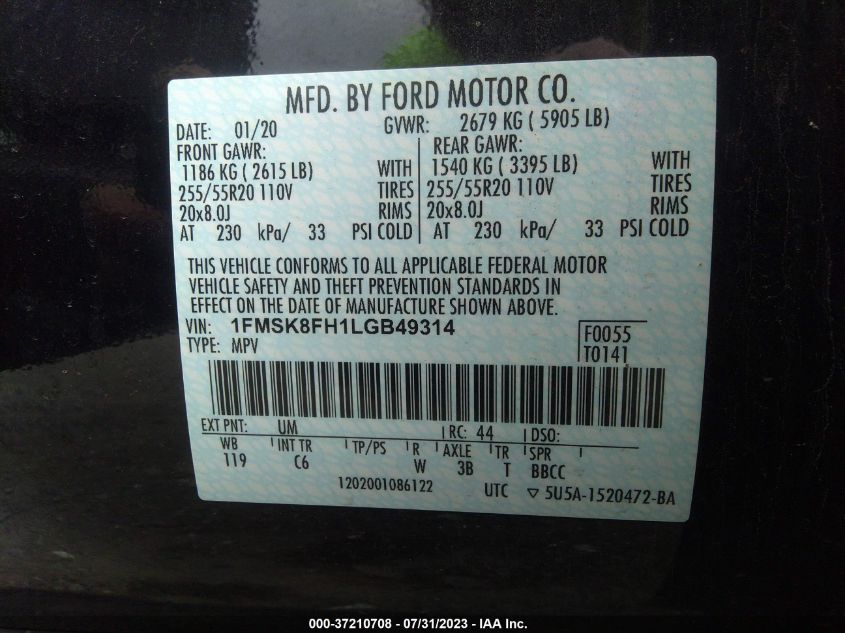 MFD. BY FORD MOTOR CO.
DATE: 01/20 GVWR: 2679 KG ( 5905 LB)
FRONT GAWR: REAR GAWR:
1186 KG ( 2615 LB) WITH 1540 KG ( 3395 LB) WITH
255/55R20 110V TIRES 255/55R20 110V TIRES
20x8.0J RIMS 20x8.0J RIMS
AT 230 kPa/ 33 PSI COLD AT 230 kPa/ 33 PSI COLD
THIS VEHICLE CONFORMS TO ALL APPLICABLE FEDERAL MOTOR
VEHICLE SAFETY AND THEFT PREVENTION STANDARDS IN
EFFECT ON THE DATE OF MANUFACTURE SHOWN ABOVE.
VIN: 1FMSK8FH1LGB49314 F0055
TYPE: MPV T0141
EXT PNT: UM RC: 44 DSO:
WB INT TR TP/PS R AXLE TR SPR
119 C6 W 3B T BBCC
1202001086122 UTC ▽ 5U5A-1520472-BA
000-37210708 - 07/31/2023 - IAA Inc.